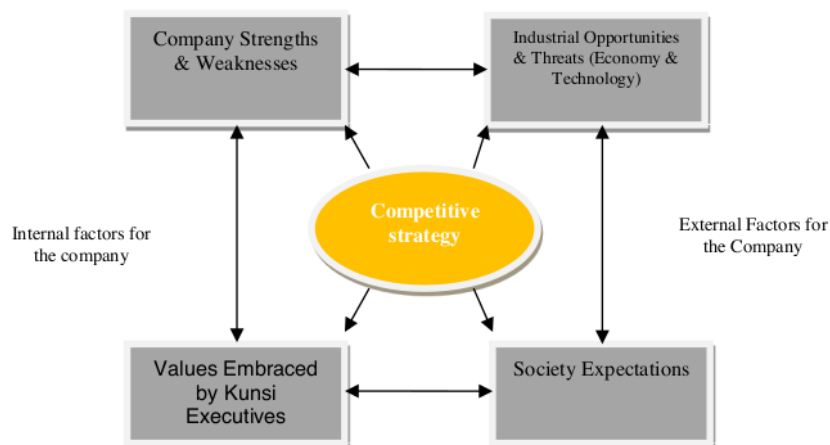 Company Strengths
& Weaknesses
Industrial Opportunities
& Threats (Economy &
Technology)
Competitive
strategy
Internal factors for
the company
External Factors for
the Company
Values Embraced
by Kunsi
Executives
Society Expectations